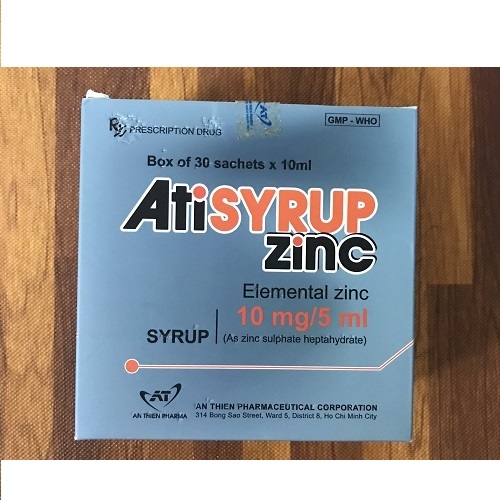 Rx PRESCRIPTION DRUG
GMP - WHO
Box of 30 sachets x 10ml
AtiSYRUP
zinc
Elemental zinc
10 mg/5 ml
SYRUP
(As zinc sulphate heptahydrate)
AT
AN THIEN PHARMA
AN THIEN PHARMACEUTICAL CORPORATION
314 Bong Sao Street, Ward 5, District 8, Ho Chi Minh City